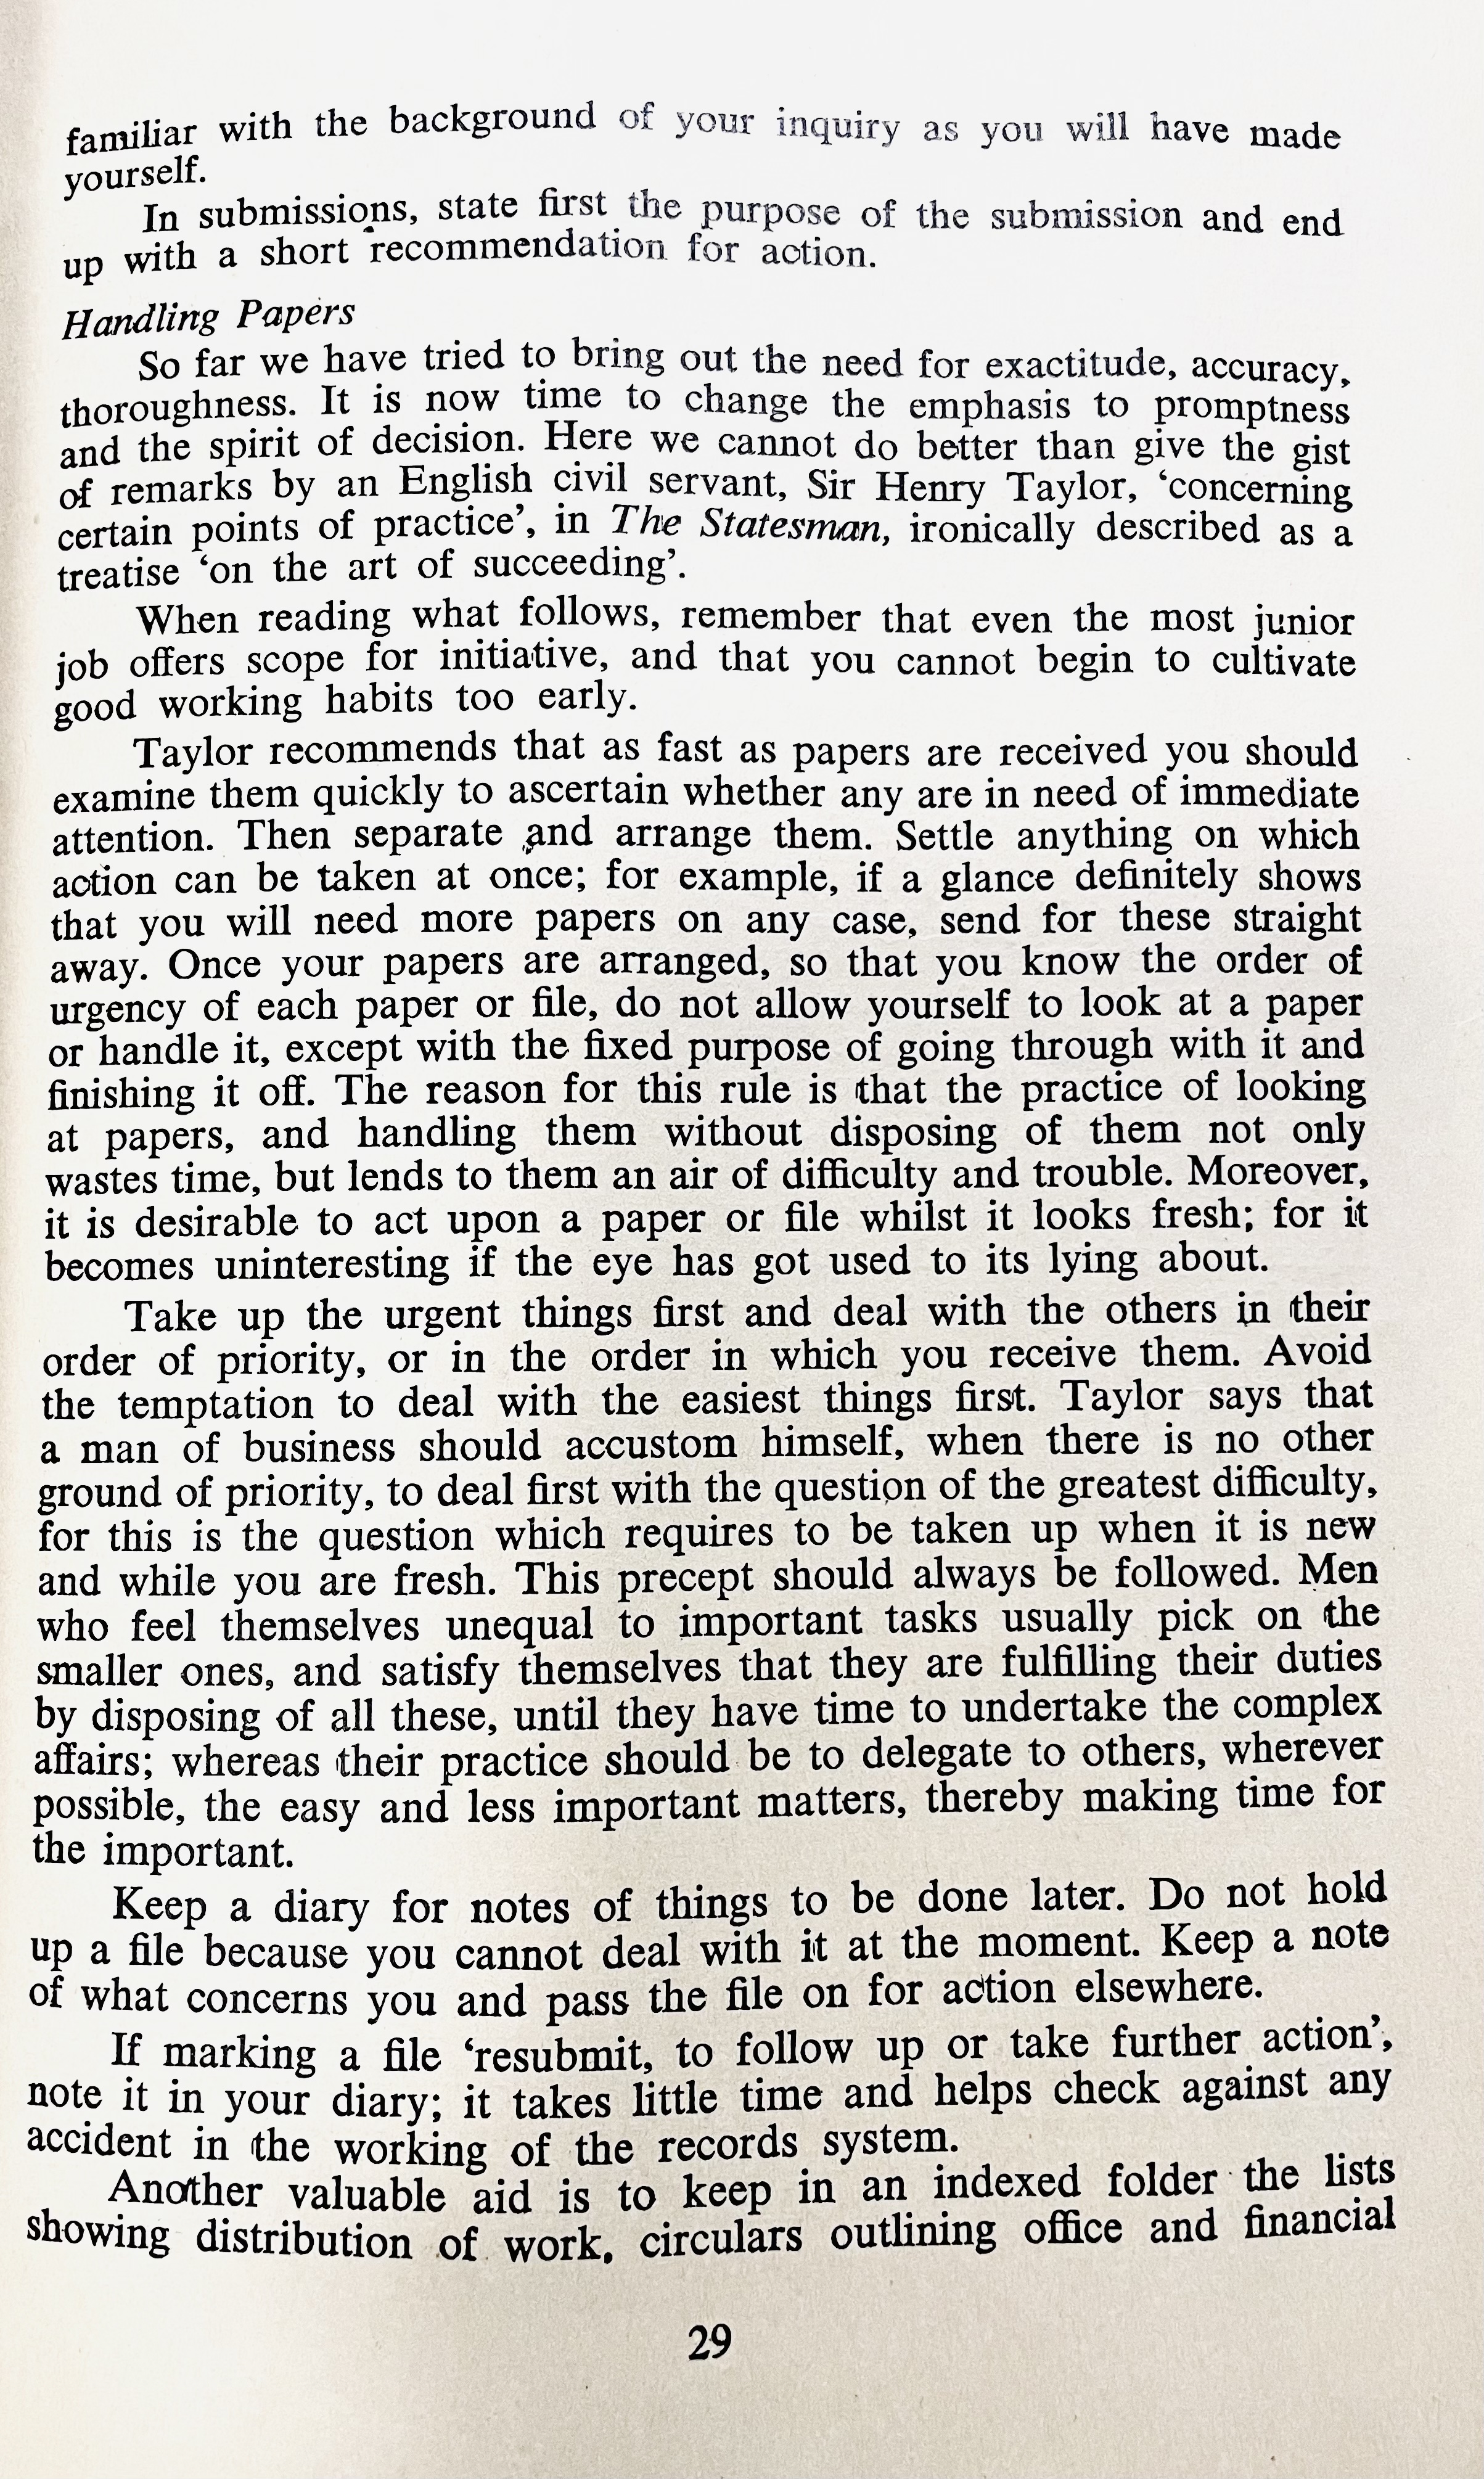 familiar with the background of your inquiry as you will have made
yourself.
In submissions, state first the purpose of the submission and end
up with a short recommendation for action.
Handling Papers
So far we have tried to bring out the need for exactitude, accuracy,
thoroughness. It is now time to change the emphasis to promptness
and the spirit of decision. Here we cannot do better than give the gist
of remarks by an English civil servant, Sir Henry Taylor, ‘concerning
certain points of practice’, in The Statesman, ironically described as a
treatise ‘on the art of succeeding’.
When reading what follows, remember that even the most junior
job offers scope for initiative, and that you cannot begin to cultivate
good working habits too early.
Taylor recommends that as fast as papers are received you should
examine them quickly to ascertain whether any are in need of immediate
attention. Then separate and arrange them. Settle anything on which
action can be taken at once; for example, if a glance definitely shows
that you will need more papers on any case, send for these straight
away. Once your papers are arranged, so that you know the order of
urgency of each paper or file, do not allow yourself to look at a paper
or handle it, except with the fixed purpose of going through with it and
finishing it off. The reason for this rule is that the practice of looking
at papers, and handling them without disposing of them not only
wastes time, but lends to them an air of difficulty and trouble. Moreover,
it is desirable to act upon a paper or file whilst it looks fresh; for it
becomes uninteresting if the eye has got used to its lying about.
Take up the urgent things first and deal with the others in their
order of priority, or in the order in which you receive them. Avoid
the temptation to deal with the easiest things first. Taylor says that
a man of business should accustom himself, when there is no other
ground of priority, to deal first with the question of the greatest difficulty,
for this is the question which requires to be taken up when it is new
and while you are fresh. This precept should always be followed. Men
who feel themselves unequal to important tasks usually pick on the
smaller ones, and satisfy themselves that they are fulfilling their duties
by disposing of all these, until they have time to undertake the complex
affairs; whereas their practice should be to delegate to others, wherever
possible, the easy and less important matters, thereby making time for
the important.
Keep a diary for notes of things to be done later. Do not hold
up a file because you cannot deal with it at the moment. Keep a note
of what concerns you and pass the file on for action elsewhere.
If marking a file ‘resubmit, to follow up or take further action’,
note it in your diary; it takes little time and helps check against any
accident in the working of the records system.
Another valuable aid is to keep in an indexed folder the lists
showing distribution of work, circulars outlining office and financial
29